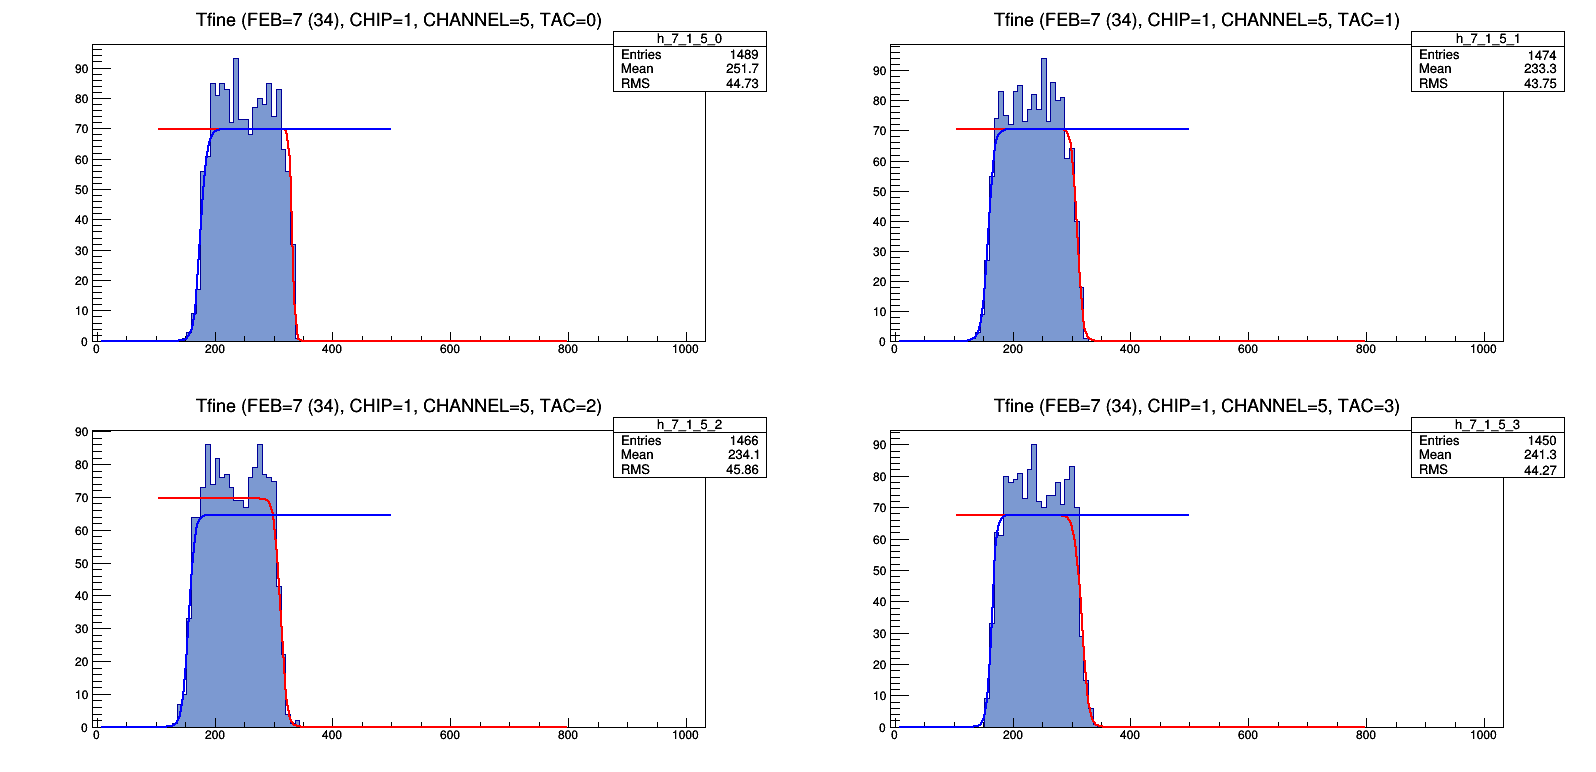 Tfine (FEB=7 (34), CHIP=1, CHANNEL=5, TAC=0)
h_7_1_5_0
Entries 1489
Mean 251.7
RMS 44.73
90
80
70
60
50
40
30
20
10
0
0 200 400 600 800 1000
Tfine (FEB=7 (34), CHIP=1, CHANNEL=5, TAC=1)
h_7_1_5_1
Entries 1474
Mean 233.3
RMS 43.75
90
80
70
60
50
40
30
20
10
0
0 200 400 600 800 1000
Tfine (FEB=7 (34), CHIP=1, CHANNEL=5, TAC=2)
h_7_1_5_2
Entries 1466
Mean 234.1
RMS 45.86
90
80
70
60
50
40
30
20
10
0
0 200 400 600 800 1000
Tfine (FEB=7 (34), CHIP=1, CHANNEL=5, TAC=3)
h_7_1_5_3
Entries 1450
Mean 241.3
RMS 44.27
90
80
70
60
50
40
30
20
10
0
0 200 400 600 800 1000